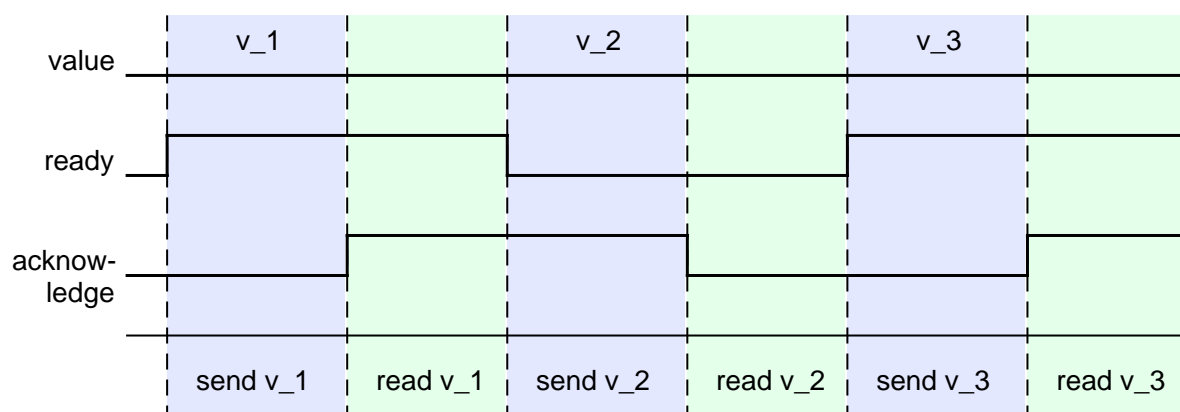 v_1 v_2 v_3
value
ready
acknow-
ledge
send v_1 read v_1 send v_2 read v_2 send v_3 read v_3